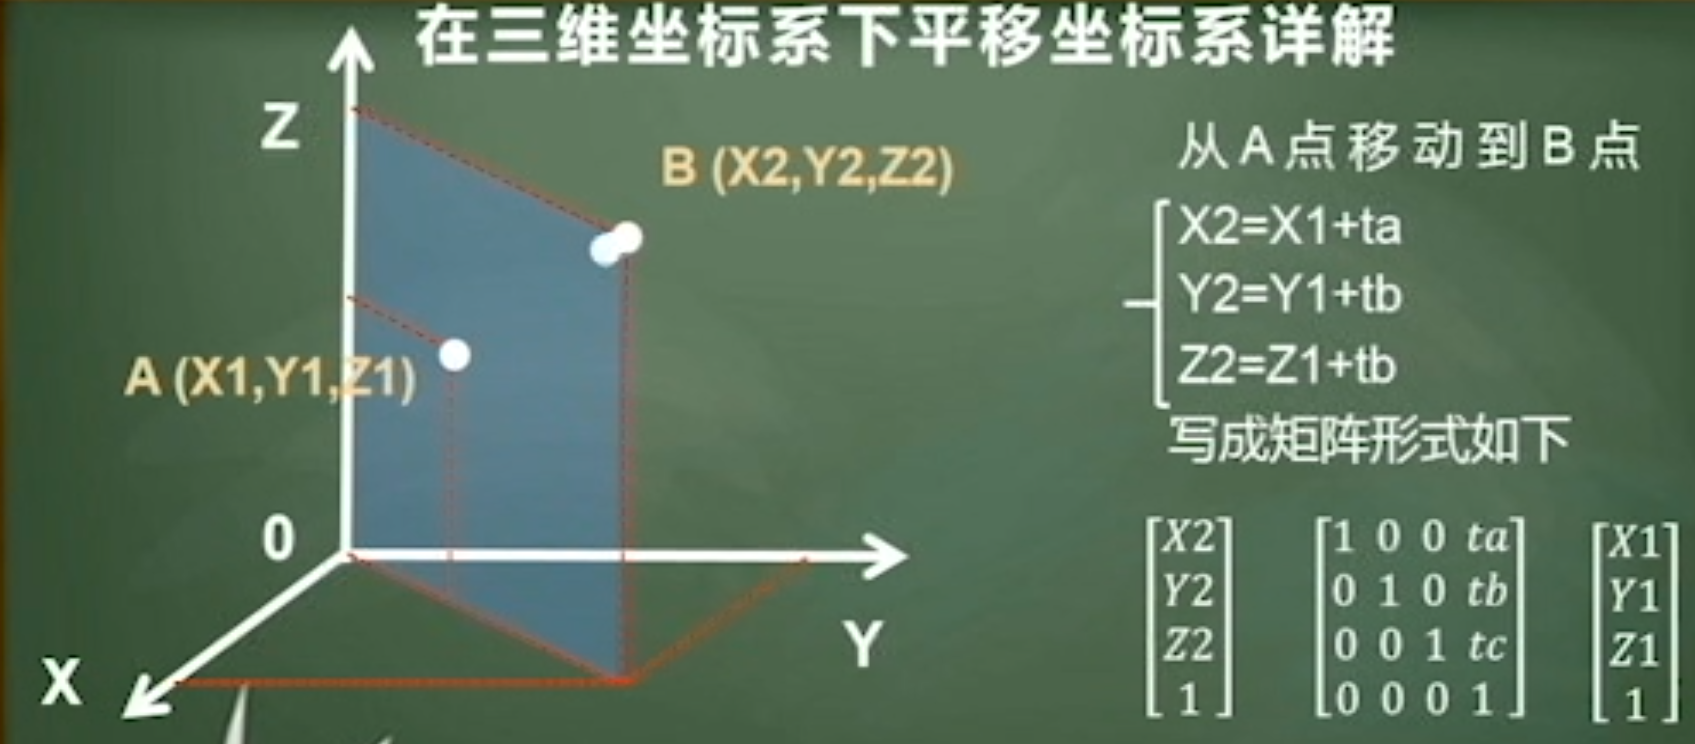 在三维坐标系下平移坐标系详解
Z
B (X2,Y2,Z2)
A (X1,Y1,Z1)
0
X
Y
从A点移动到B点
X2=X1+ta
Y2=Y1+tb
Z2=Z1+tb
写成矩阵形式如下
[X2] [1 0 0 ta] [X1]
[Y2] [0 1 0 tb] [Y1]
[Z2] [0 0 1 tc] [Z1]
[1] [0 0 0 1] [1]